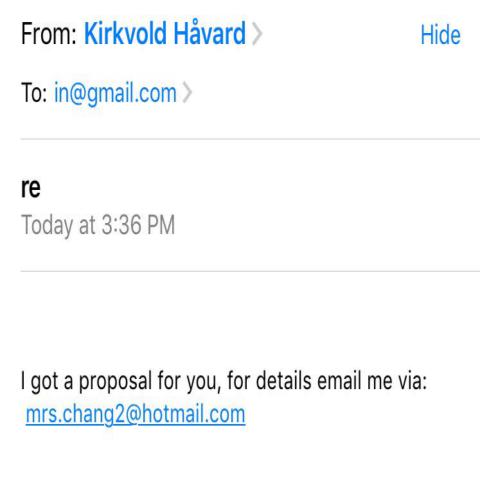 From: Kirkvold Håvard Hide
To: in@gmail.com
re
Today at 3:36 PM
I got a proposal for you, for details email me via:
mrs.chang2@hotmail.com